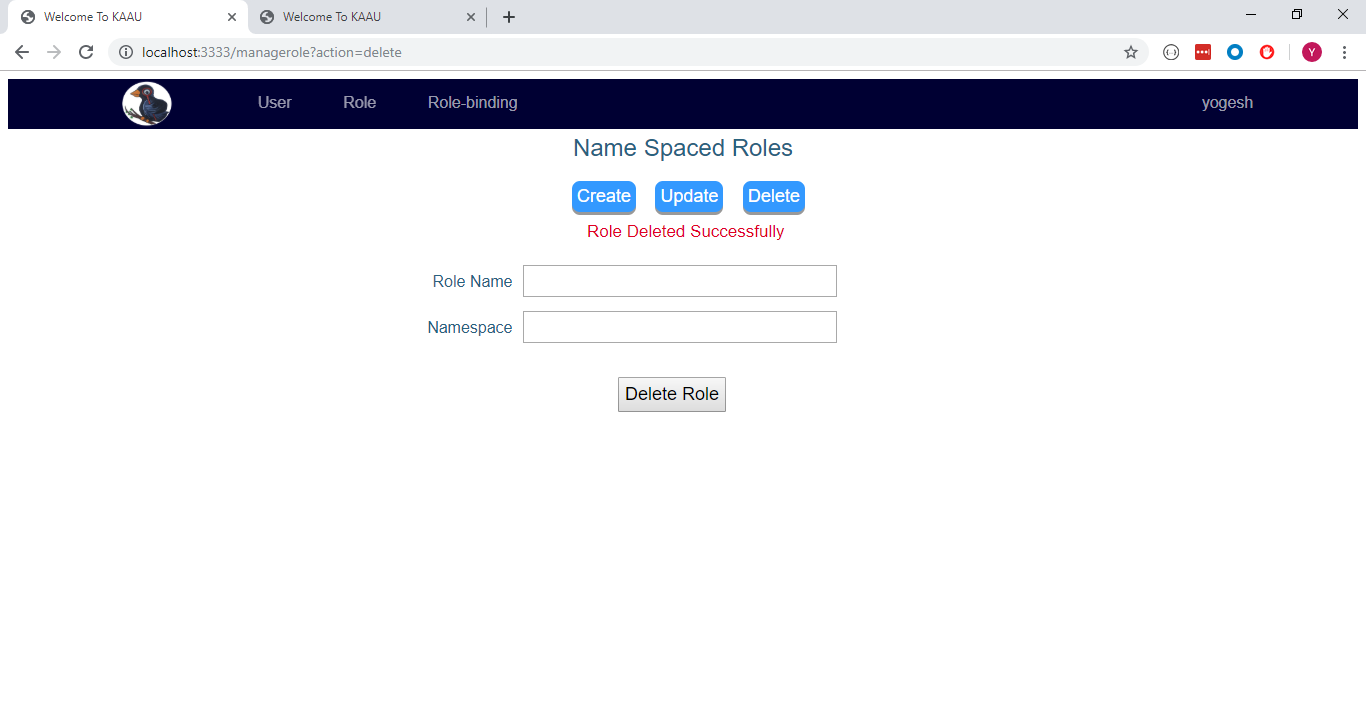 Welcome To KAAU Welcome To KAAU
localhost:3333/managerole?action=delete Y
User Role Role-binding yogesh
Name Spaced Roles
Create Update Delete
Role Deleted Successfully
Role Name
Namespace
Delete Role